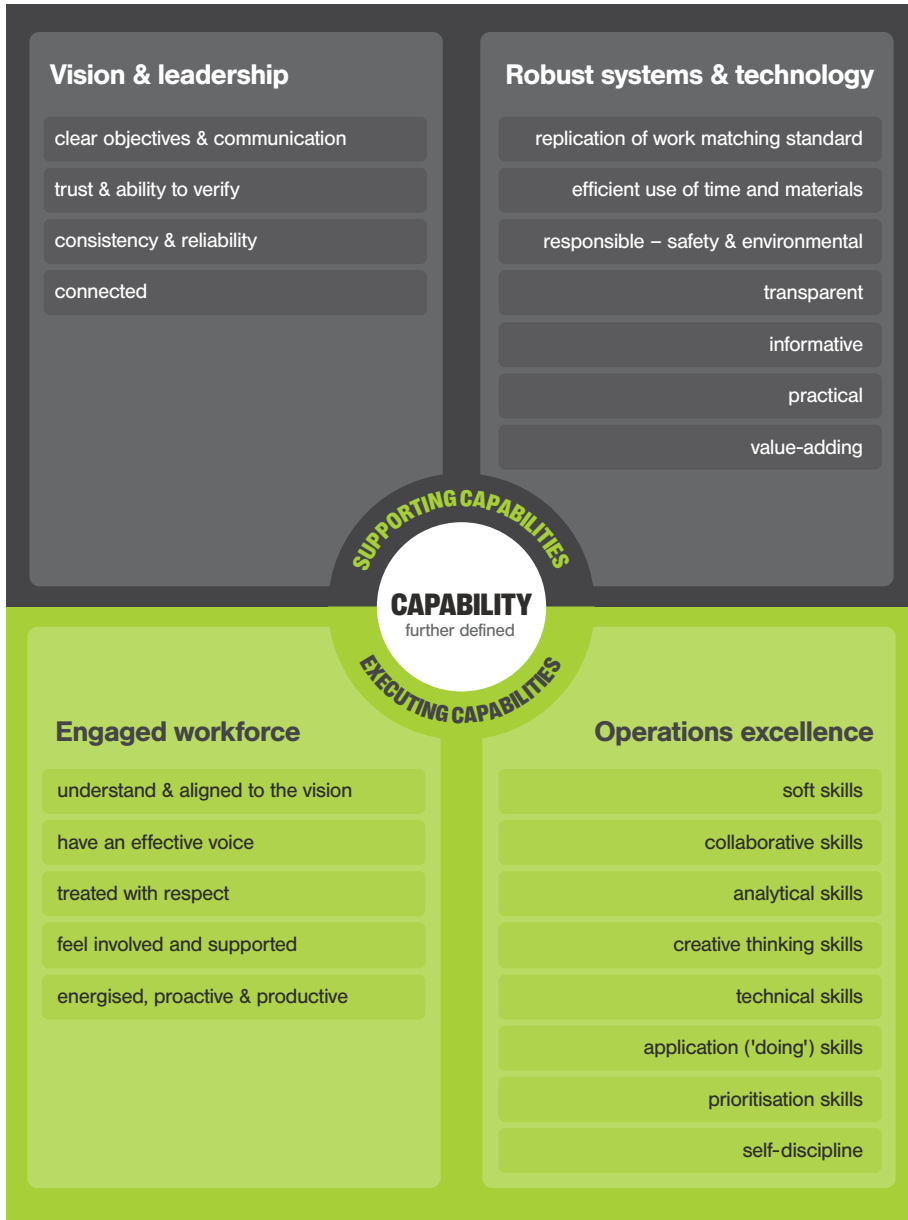 Vision & leadership
clear objectives & communication
trust & ability to verify
consistency & reliability
connected
Robust systems & technology
replication of work matching standard
efficient use of time and materials
responsible – safety & environmental
transparent
informative
practical
value-adding
SUPPORTING CAPABILITIES
CAPABILITY
further defined
EXECUTING CAPABILITIES
Engaged workforce
understand & aligned to the vision
have an effective voice
treated with respect
feel involved and supported
energised, proactive & productive
Operations excellence
soft skills
collaborative skills
analytical skills
creative thinking skills
technical skills
application ('doing') skills
prioritisation skills
self-discipline